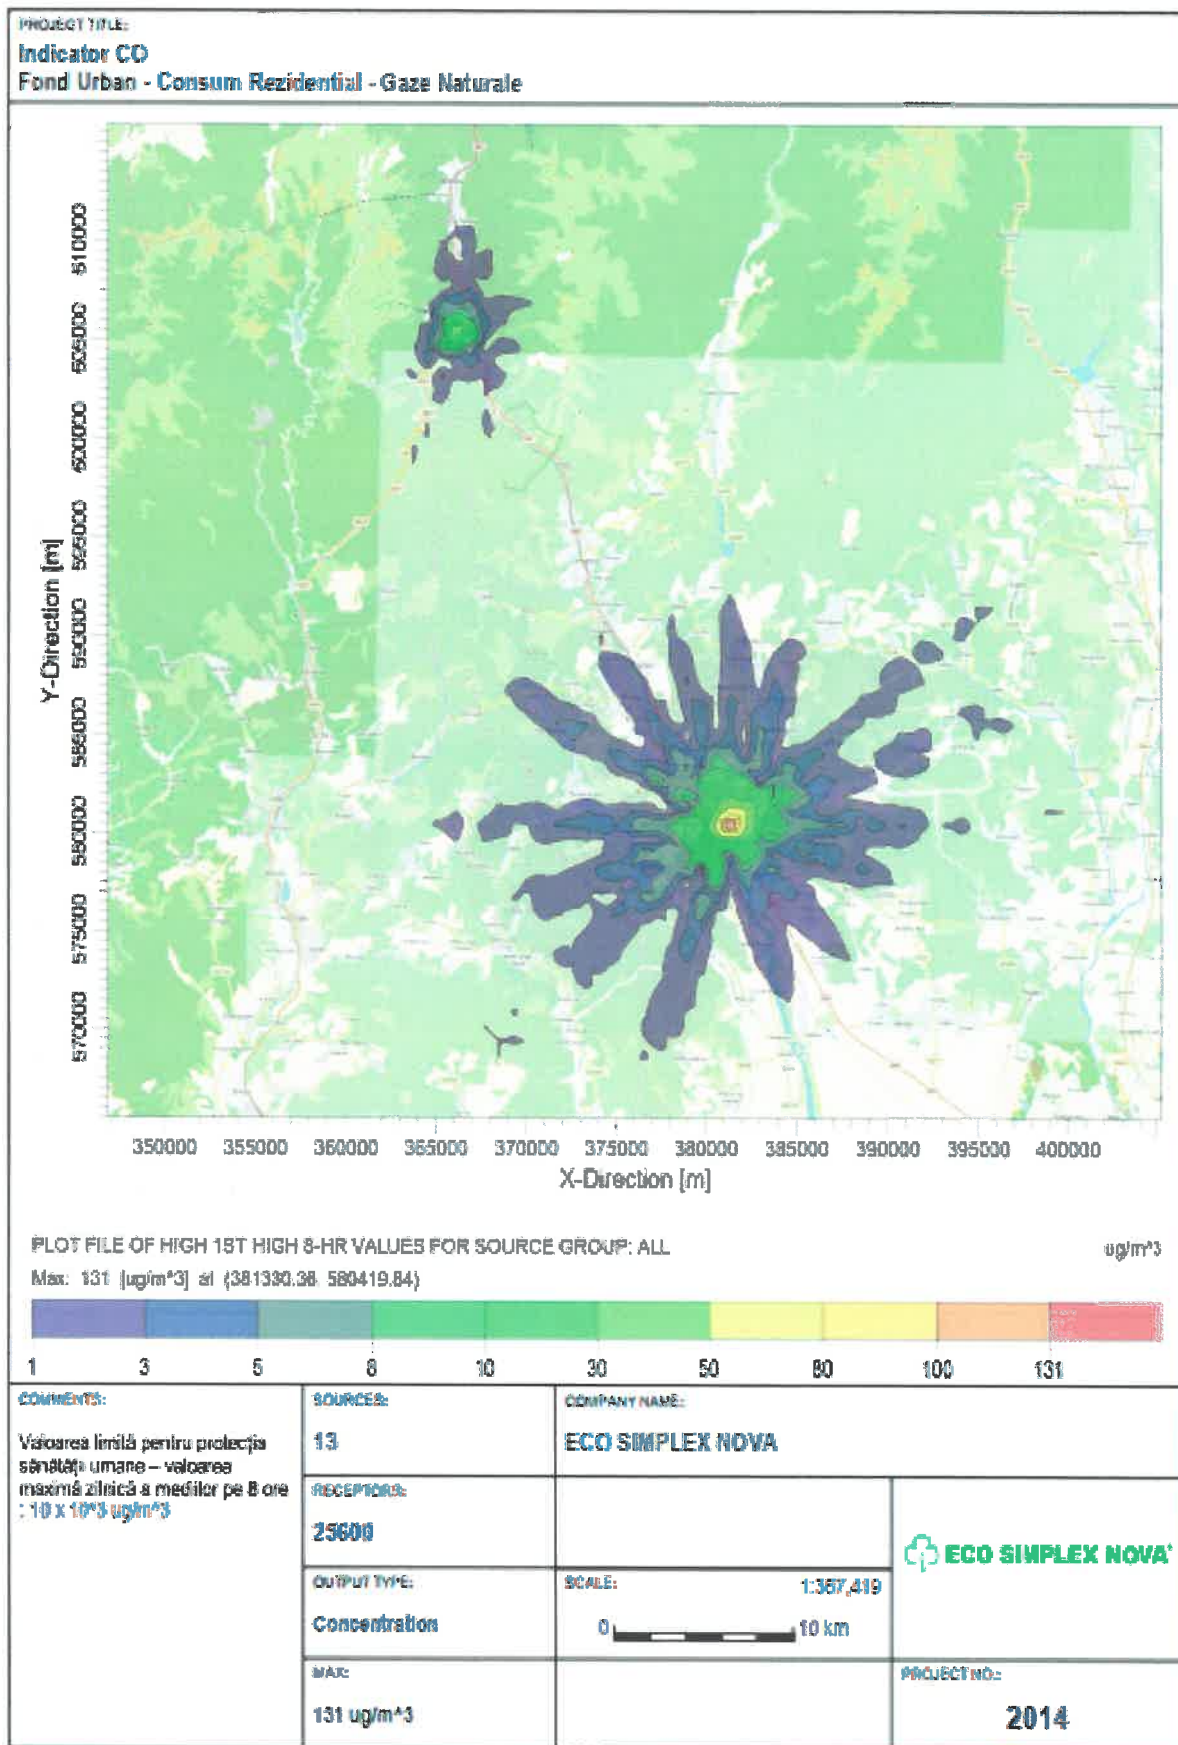 PROJECT TITLE:
Indicator CO
Fond Urban - Consum Rezidential - Gaze Naturale
Y-Direction [m]
610000
605000
600000
595000
590000
585000
580000
575000
570000
350000 355000 360000 365000 370000 375000 380000 385000 390000 395000 400000
X-Direction [m]
PLOT FILE OF HIGH 1ST HIGH 8-HR VALUES FOR SOURCE GROUP: ALL
ug/m^3
Max: 131 [ug/m^3] at (381330.36, 580419.84)
1 3 5 8 10 30 50 80 100 131
COMMENTS:
Valoarea limită pentru protecția
sănătăţii umane – valoarea
maximă zilnică a mediilor pe 8 ore
: 10 x 10^3 ug/m^3
SOURCES:
13
COMPANY NAME:
ECO SIMPLEX NOVA
RECEPTORS:
25600
OUTPUT TYPE:
Concentration
SCALE:
1:367,419
0 10 km
ECO SIMPLEX NOVA
MAX:
131 ug/m^3
PROJECT NO.:
2014